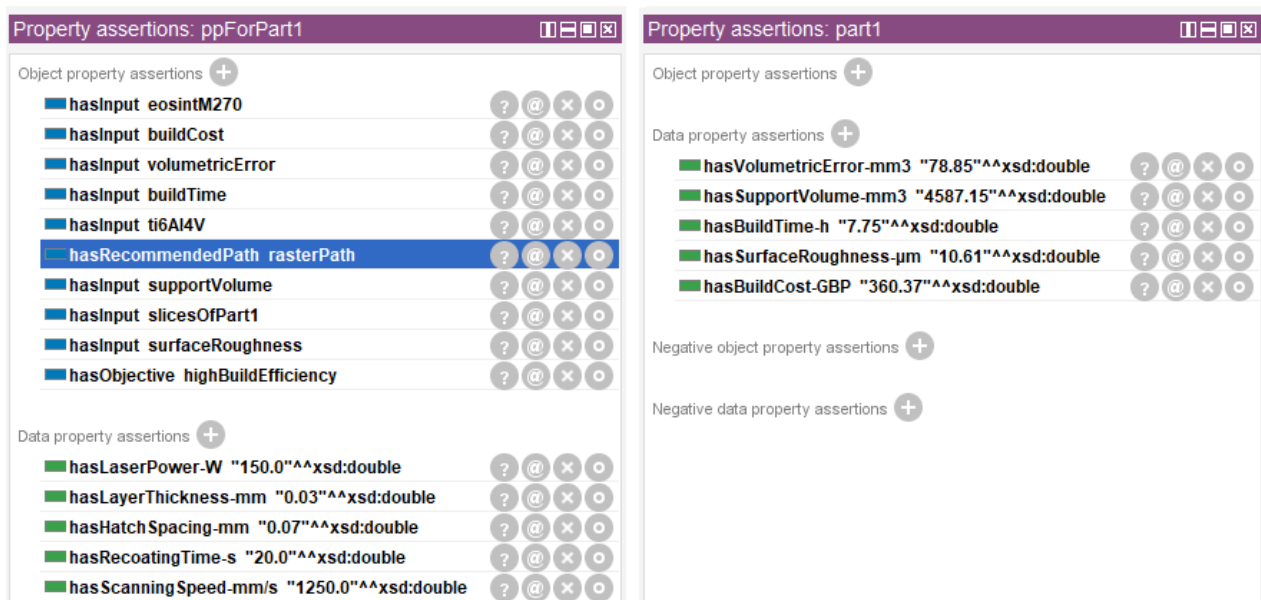 Property assertions: ppForPart1
Object property assertions
hasInput eosintM270
hasInput buildCost
hasInput volumetricError
hasInput buildTime
hasInput ti6Al4V
hasRecommendedPath rasterPath
hasInput supportVolume
hasInput slicesOfPart1
hasInput surfaceRoughness
hasObjective highBuildEfficiency
Data property assertions
hasLaserPower-W "150.0"^^xsd:double
hasLayerThickness-mm "0.03"^^xsd:double
hasHatchSpacing-mm "0.07"^^xsd:double
hasRecoatingTime-s "20.0"^^xsd:double
hasScanningSpeed-mm/s "1250.0"^^xsd:double
Property assertions: part1
Object property assertions
Data property assertions
hasVolumetricError-mm3 "78.85"^^xsd:double
hasSupportVolume-mm3 "4587.15"^^xsd:double
hasBuildTime-h "7.75"^^xsd:double
hasSurfaceRoughness-μm "10.61"^^xsd:double
hasBuildCost-GBP "360.37"^^xsd:double
Negative object property assertions
Negative data property assertions